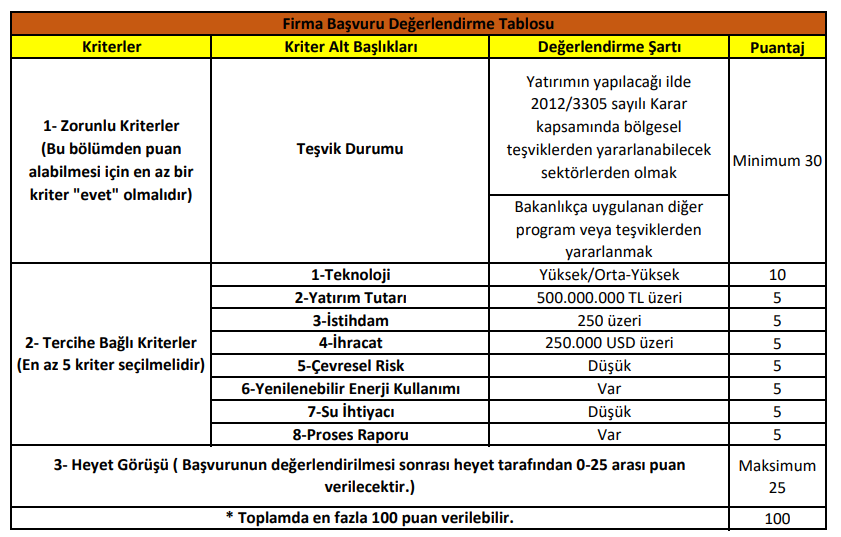 Firma Başvuru Değerlendirme Tablosu
Kriterler
Kriter Alt Başlıkları
Değerlendirme Şartı
Puantaj
1- Zorunlu Kriterler
(Bu bölümden puan
alabilmesi için en az bir
kriter "evet" olmalıdır)
Teşvik Durumu
Yatırımın yapılacağı ilde
2012/3305 sayılı Karar
kapsamında bölgesel
teşviklerden yararlanabilecek
sektörlerden olmak
Bakanlıkça uygulanan diğer
program veya teşviklerden
yararlanmak
Minimum 30
2- Tercihe Bağlı Kriterler
(En az 5 kriter seçilmelidir)
1-Teknoloji
Yüksek/Orta-Yüksek
10
2-Yatırım Tutarı
500.000.000 TL üzeri
5
3-İstihdam
250 üzeri
5
4-İhracat
250.000 USD üzeri
5
5-Çevresel Risk
Düşük
5
6-Yenilenebilir Enerji Kullanımı
Var
5
7-Su İhtiyacı
Düşük
5
8-Proses Raporu
Var
5
3- Heyet Görüşü ( Başvurunun değerlendirilmesi sonrası heyet tarafından 0-25 arası puan
verilecektir.)
Maksimum
25
* Toplamda en fazla 100 puan verilebilir.
100